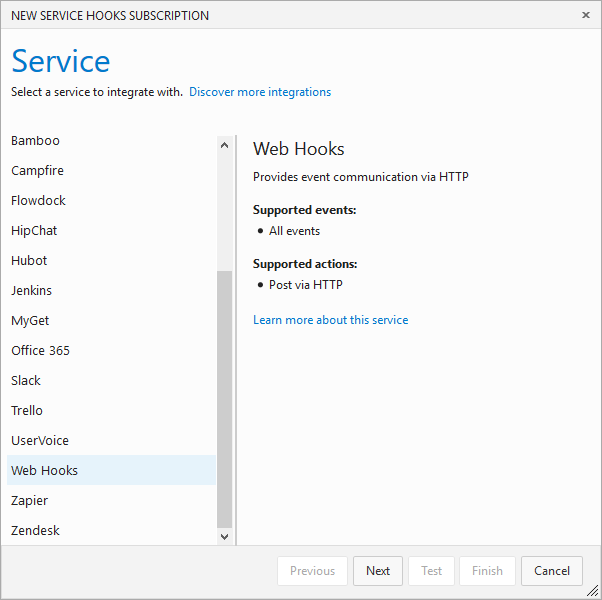 NEW SERVICE HOOKS SUBSCRIPTION
Service
Select a service to integrate with. Discover more integrations
Bamboo
Campfire
Flowdock
HipChat
Hubot
Jenkins
MyGet
Office 365
Slack
Trello
UserVoice
Web Hooks
Zapier
Zendesk
Web Hooks
Provides event communication via HTTP
Supported events:
• All events
Supported actions:
• Post via HTTP
Learn more about this service
Previous Next Test Finish Cancel